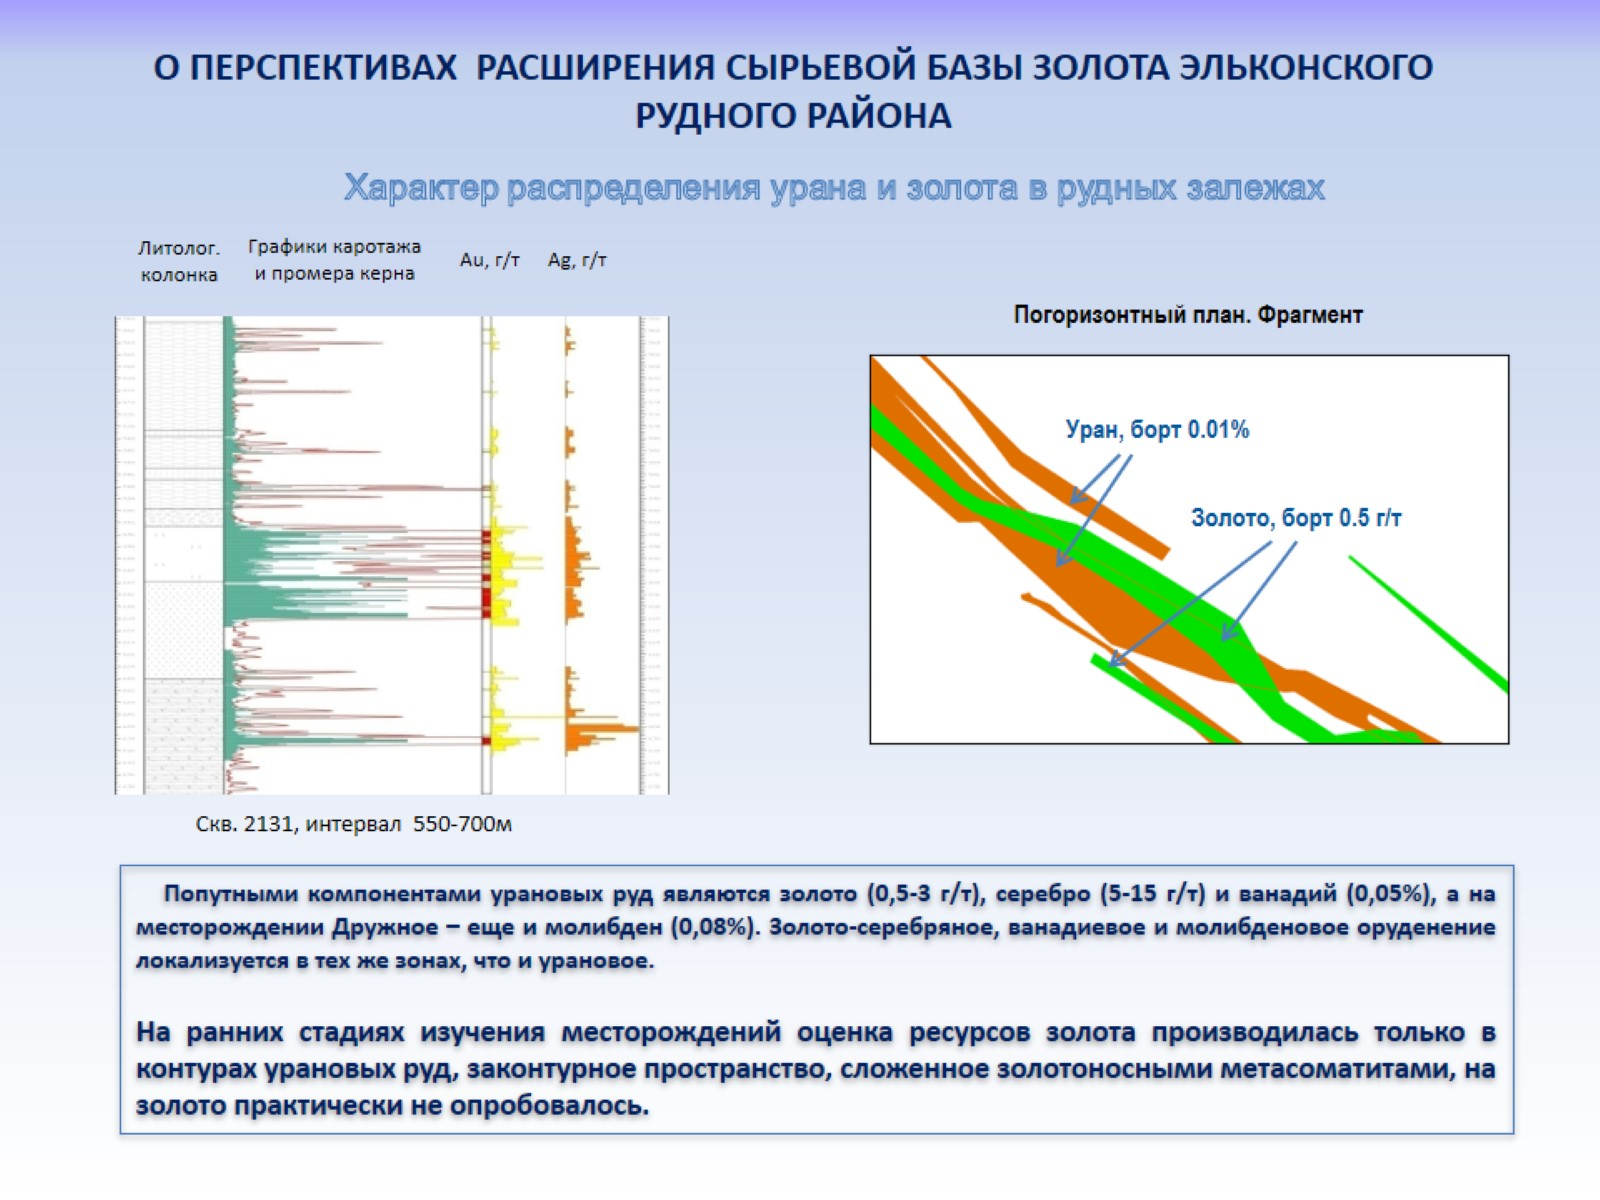 О ПЕРСПЕКТИВАХ РАСШИРЕНИЯ СЫРЬЕВОЙ БАЗЫ ЗОЛОТА ЭЛЬКОНСКОГО
РУДНОГО РАЙОНА
Характер распределения урана и золота в рудных залежах
Литолог.
колонка
Графики каротажа
и промера керна
Au, г/т
Ag, г/т
Погоризонтный план. Фрагмент
Уран, борт 0.01%
Золото, борт 0.5 г/т
Скв. 2131, интервал 550-700м
Попутными компонентами урановых руд являются золото (0,5-3 г/т), серебро (5-15 г/т) и ванадий (0,05%), а на
месторождении Дружное – еще и молибден (0,08%). Золото-серебряное, ванадиевое и молибденовое оруденение
локализуется в тех же зонах, что и урановое.
На ранних стадиях изучения месторождений оценка ресурсов золота производилась только в
контурах урановых руд, законтурное пространство, сложенное золотоносными метасоматитами, на
золото практически не опробовалось.